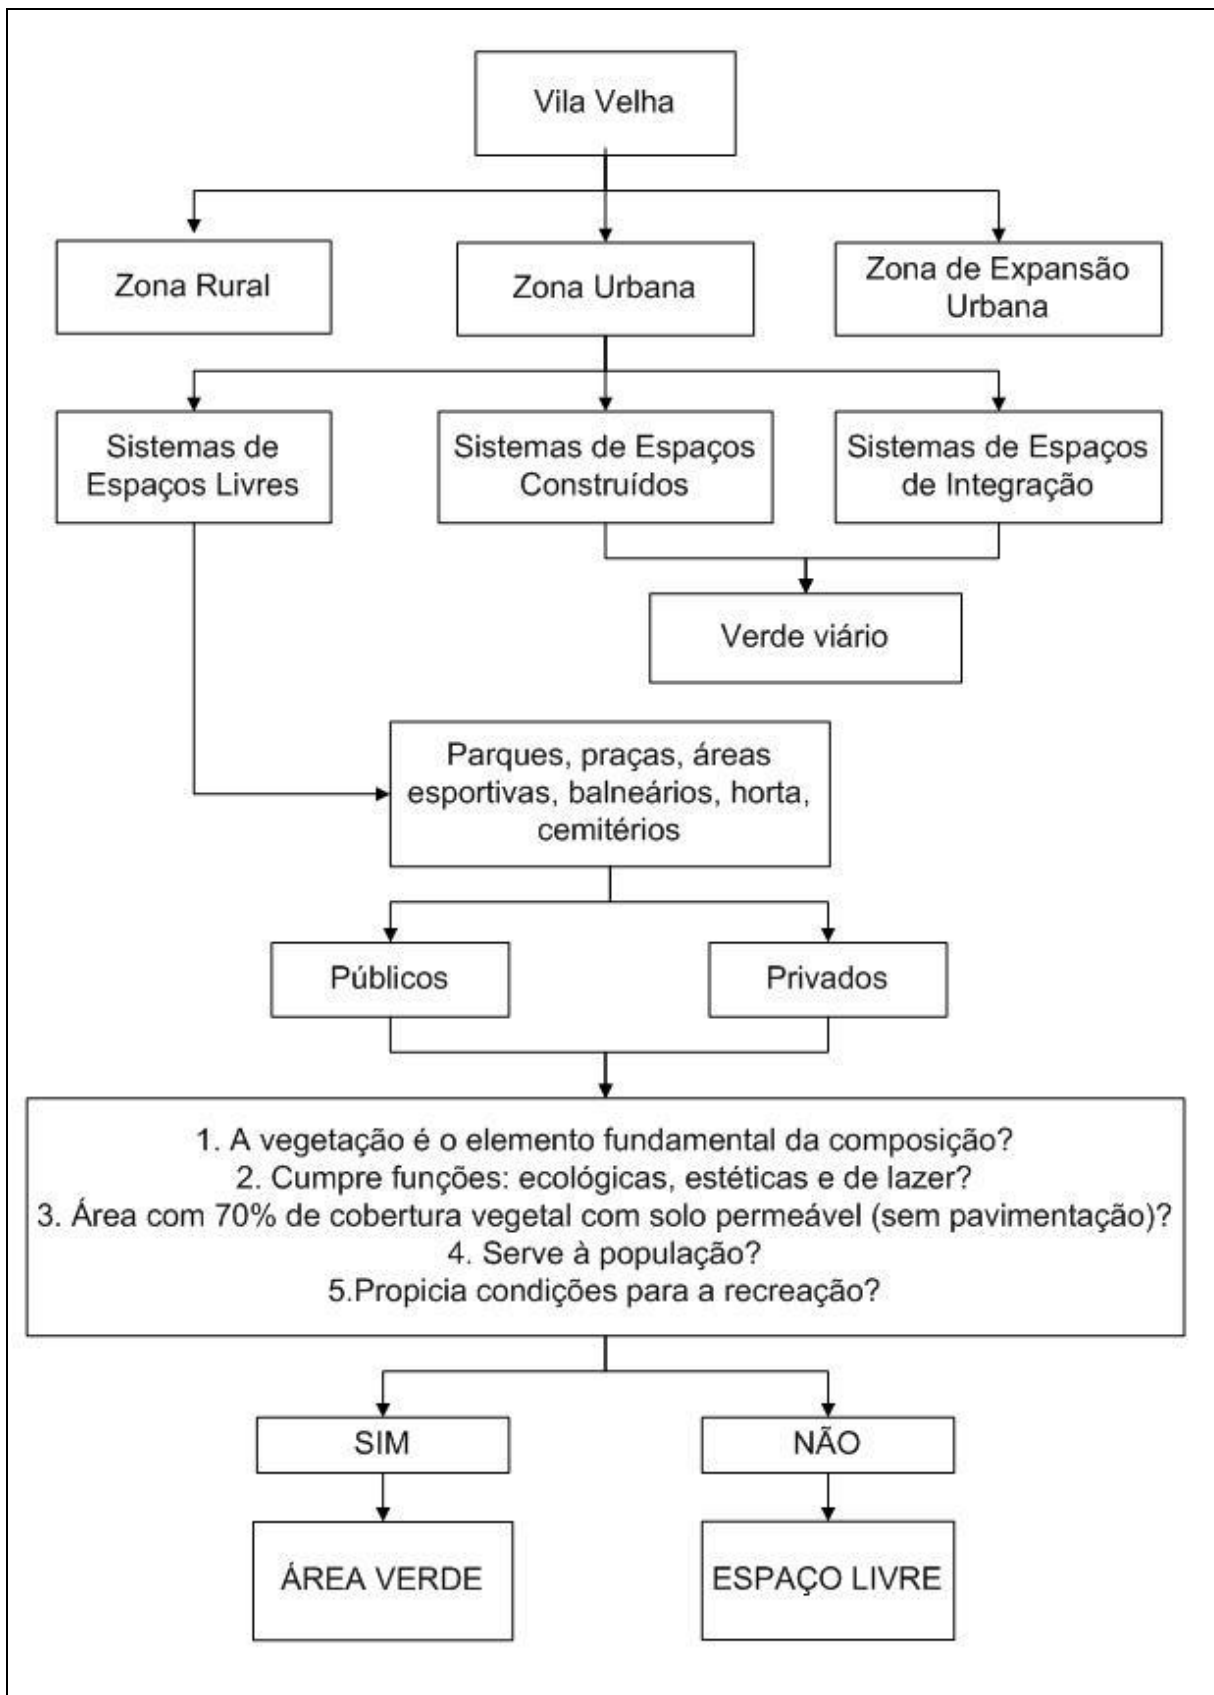 Vila Velha
Zona Rural
Zona Urbana
Zona de Expansão
Urbana
Sistemas de
Espaços Livres
Sistemas de Espaços
Construídos
Sistemas de Espaços
de Integração
Verde viário
Parques, praças, áreas
esportivas, balneários, horta,
cemitérios
Públicos
Privados
1. A vegetação é o elemento fundamental da composição?
2. Cumpre funções: ecológicas, estéticas e de lazer?
3. Área com 70% de cobertura vegetal com solo permeável (sem pavimentação)?
4. Serve à população?
5.Propicia condições para a recreação?
SIM
NÃO
ÁREA VERDE
ESPAÇO LIVRE